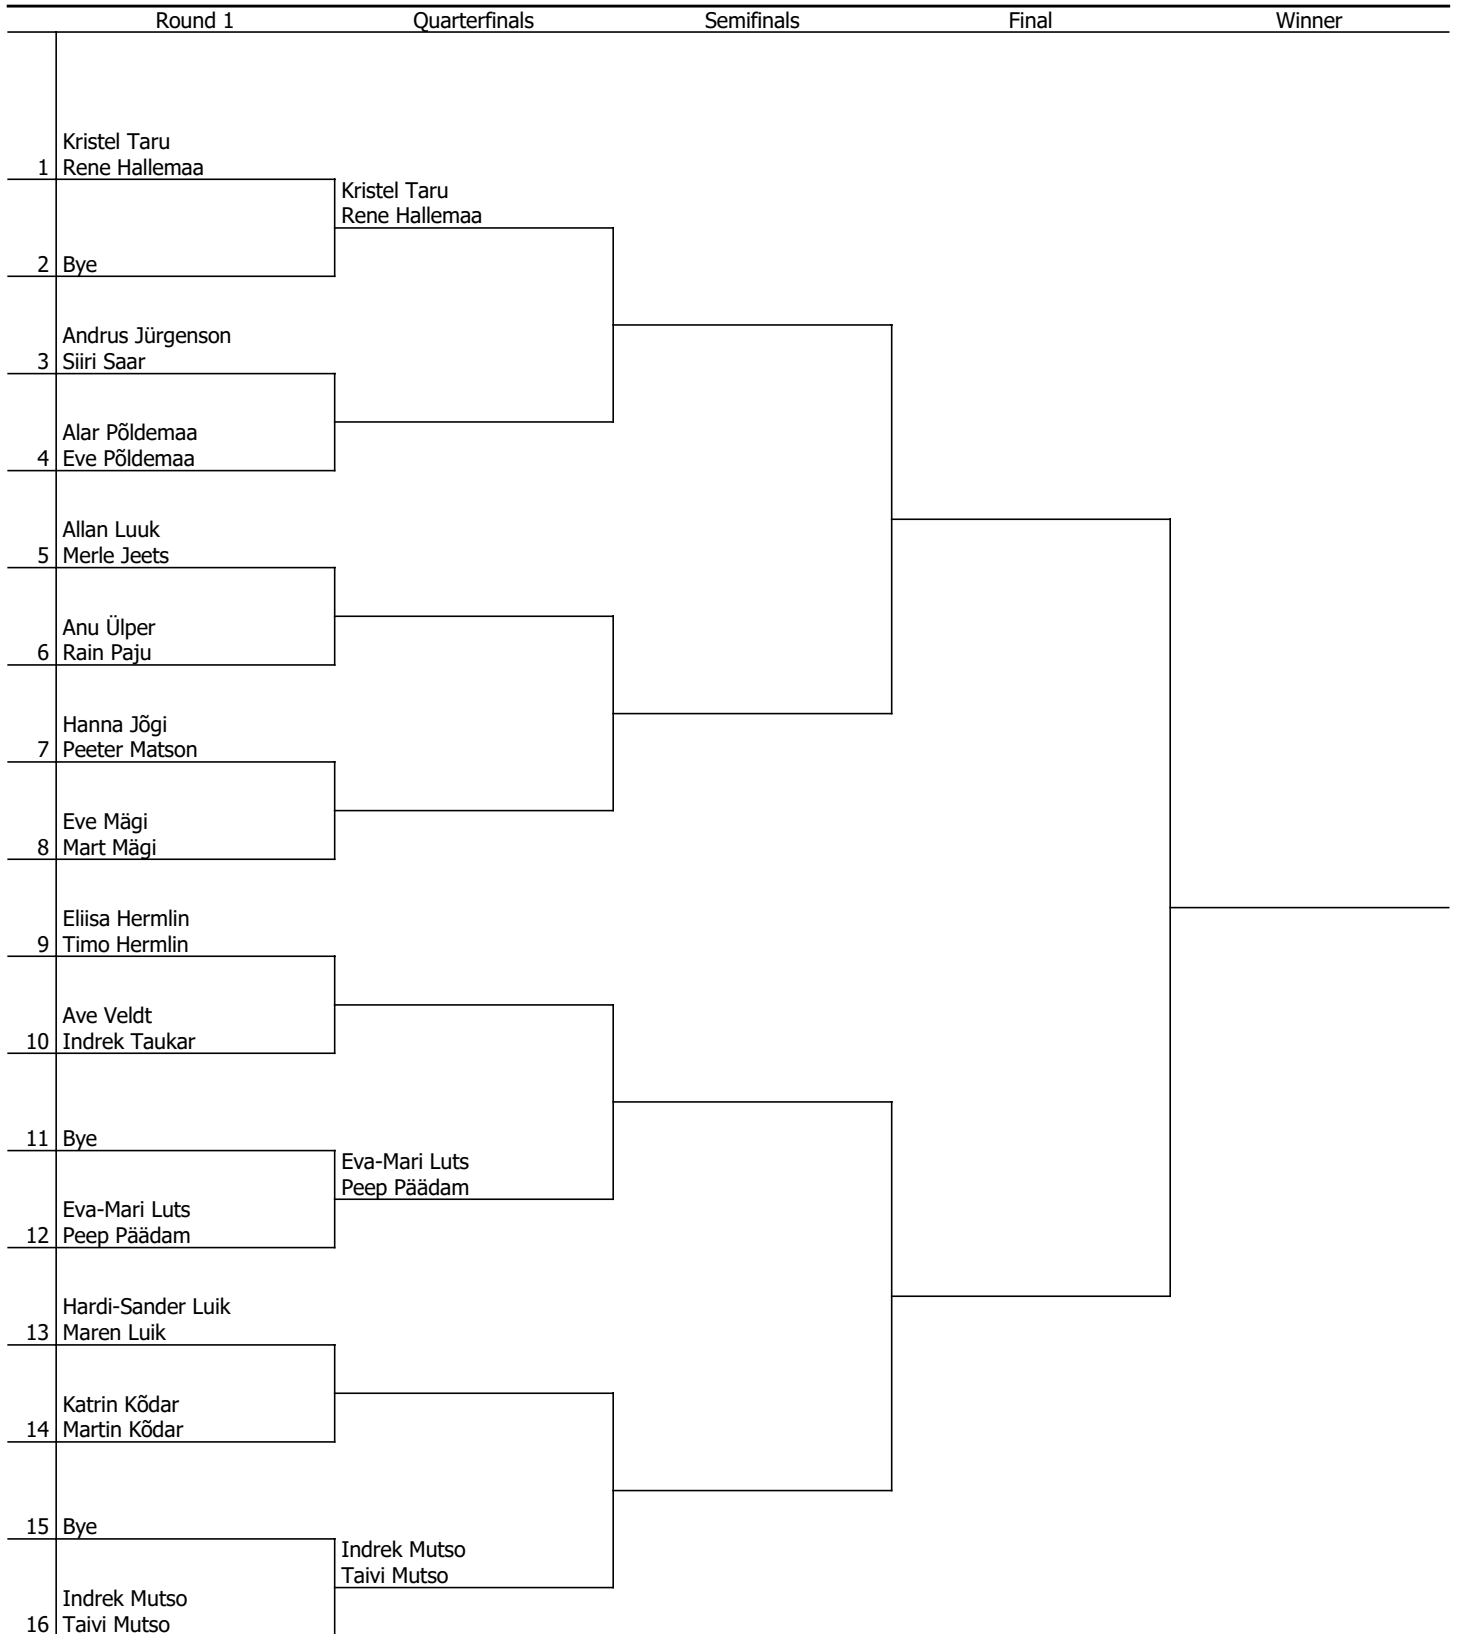 Round 1 Quarterfinals Semifinals Final Winner
Kristel Taru
1 Rene Hallemaa
Kristel Taru
Rene Hallemaa
2 Bye
Andrus Jürgenson
3 Siiri Saar
Alar Põldemaa
4 Eve Põldemaa
Allan Luuk
5 Merle Jeets
Anu Ülper
6 Rain Paju
Hanna Jõgi
7 Peeter Matson
Eve Mägi
8 Mart Mägi
Eliisa Hermlin
9 Timo Hermlin
Ave Veldt
10 Indrek Taukar
11 Bye
Eva-Mari Luts
Peep Päädam
Eva-Mari Luts
12 Peep Päädam
Hardi-Sander Luik
13 Maren Luik
Katrin Kõdar
14 Martin Kõdar
15 Bye
Indrek Mutso
Taivi Mutso
Indrek Mutso
16 Taivi Mutso